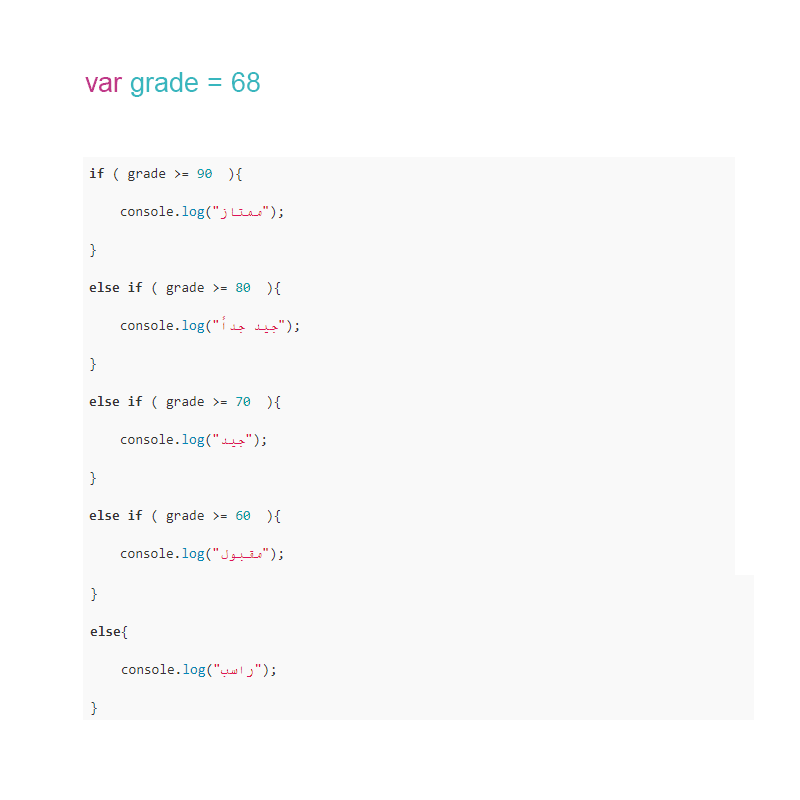 var grade = 68
if ( grade >= 90  ){
console.log("ممتاز");
}
else if ( grade >= 80  ){
console.log("جيد جدأ");
}
else if ( grade >= 70  ){
console.log("جيد");
}
else if ( grade >= 60  ){
console.log("مقبول");
}
else{
console.log("راسب");
}